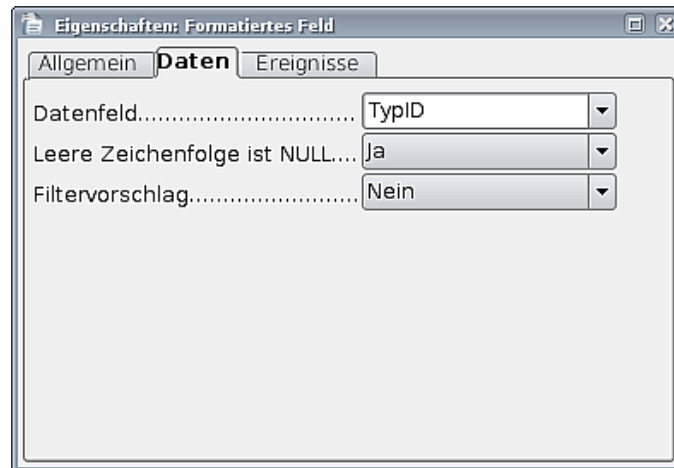 Eigenschaften: Formatiertes Feld
Allgemein Daten Ereignisse
Datenfeld................................ TypID
Leere Zeichenfolge ist NULL.... Ja
Filtervorschlag......................... Nein